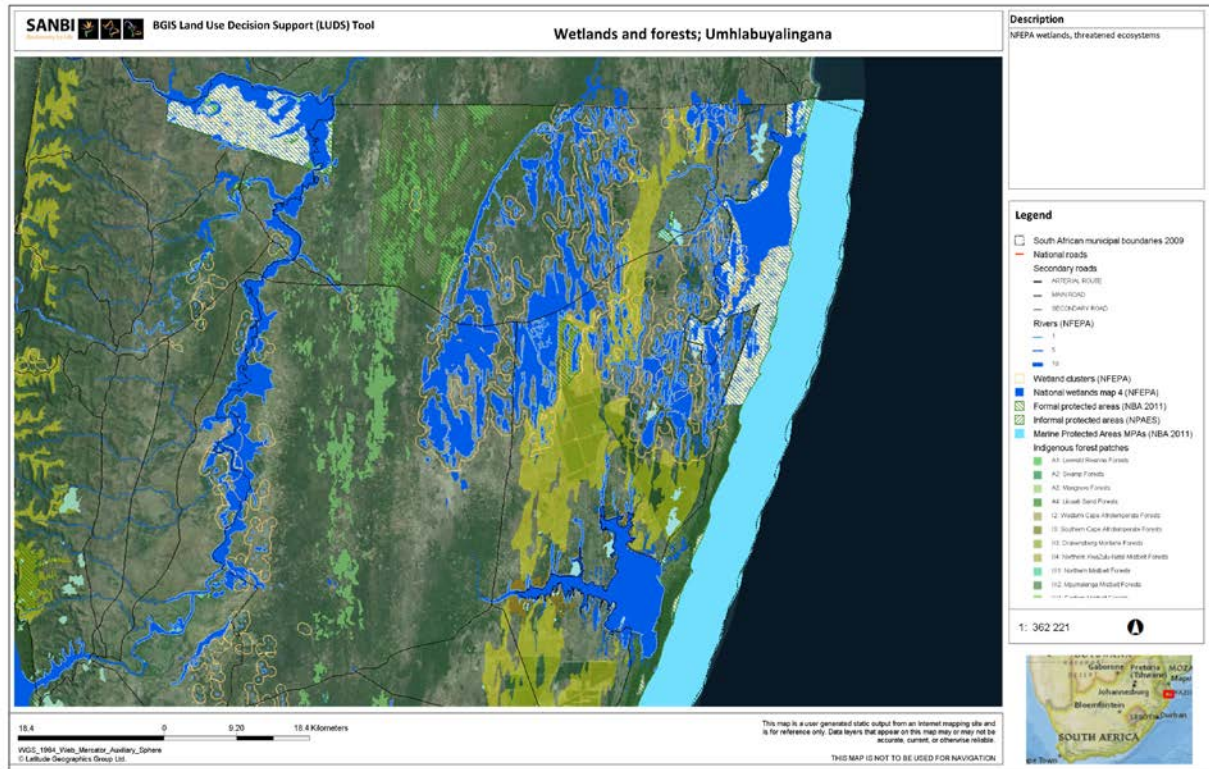 SANBI
Biodiversity for Life
BGIS Land Use Decision Support (LUDS) Tool
Wetlands and forests; Umhlabuyalingana
Description
NFEPA wetlands, threatened ecosystems
Legend
South African municipal boundaries 2009
National roads
Secondary roads
ARTERIAL ROUTE
MAIN ROAD
SECONDARY ROAD
Rivers (NFEPA)
1
5
10
Wetland clusters (NFEPA)
National wetlands map 4 (NFEPA)
Formal protected areas (NBA 2011)
Informal protected areas (NPAES)
Marine Protected Areas MPAs (NBA 2011)
Indigenous forest patches
A1: Lowveld Riverine Forests
A2: Swamp Forests
A3: Mangrove Forests
A4: Licuati Sand Forests
I2: Western Cape Afrotemperate Forests
I3: Southern Cape Afrotemperate Forests
Drakensberg Montane Forests
Northern KwaZulu-Natal Mistbelt Forests
Northern Mistbelt Forests
Mpumalanga Mistbelt Forests
1: 362 221
18.4 0 9.20 18.4 Kilometers
WGS_1984_Web_Mercator_Auxiliary_Sphere
© Latitude Geographics Group Ltd.
This map is a user generated static output from an Internet mapping site and
is for reference only. Data layers that appear on this map may or may not be
accurate, current, or otherwise reliable.
THIS MAP IS NOT TO BE USED FOR NAVIGATION
Gaborone
Pretoria
(Tshwane)
Johannesburg
Bloemfontein
Durban
SOUTH AFRICA